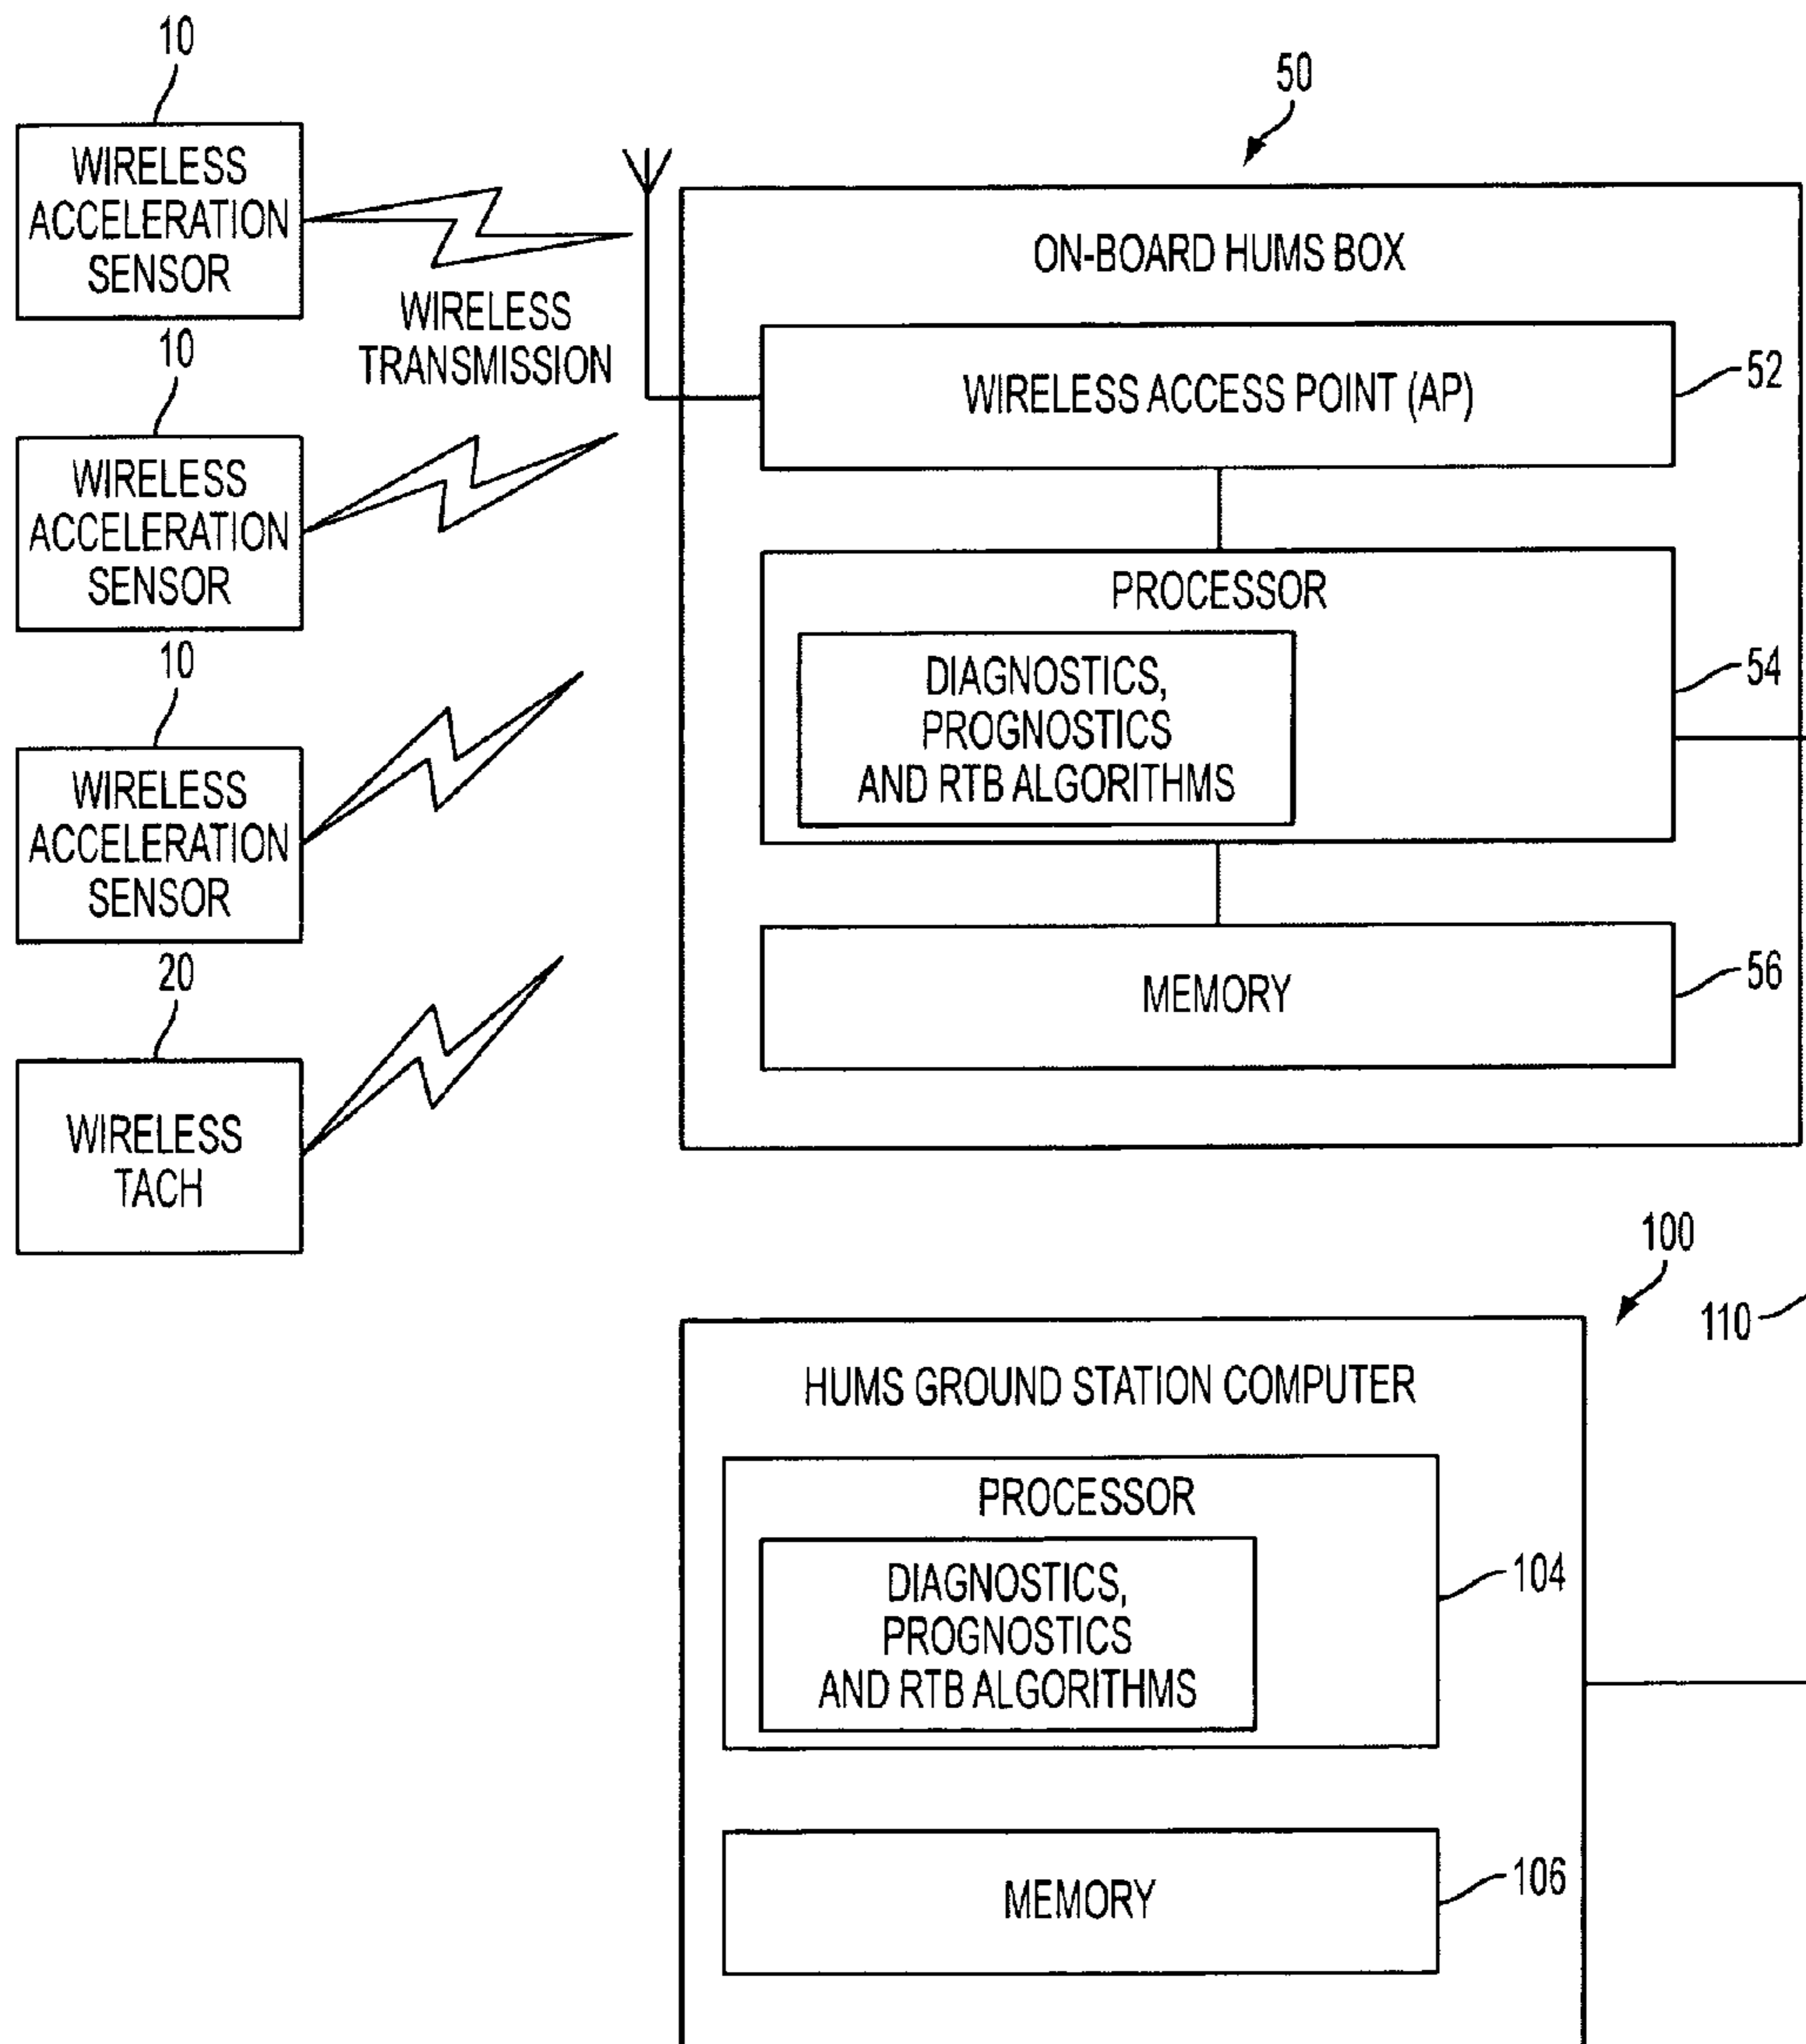 10
WIRELESS
ACCELERATION
SENSOR
10
WIRELESS
ACCELERATION
SENSOR
10
WIRELESS
ACCELERATION
SENSOR
20
WIRELESS
TACH
WIRELESS
TRANSMISSION
50
ON-BOARD HUMS BOX
WIRELESS ACCESS POINT (AP)
52
PROCESSOR
DIAGNOSTICS,
PROGNOSTICS
AND RTB ALGORITHMS
54
MEMORY
56
100
110
HUMS GROUND STATION COMPUTER
PROCESSOR
DIAGNOSTICS,
PROGNOSTICS
AND RTB ALGORITHMS
104
MEMORY
106